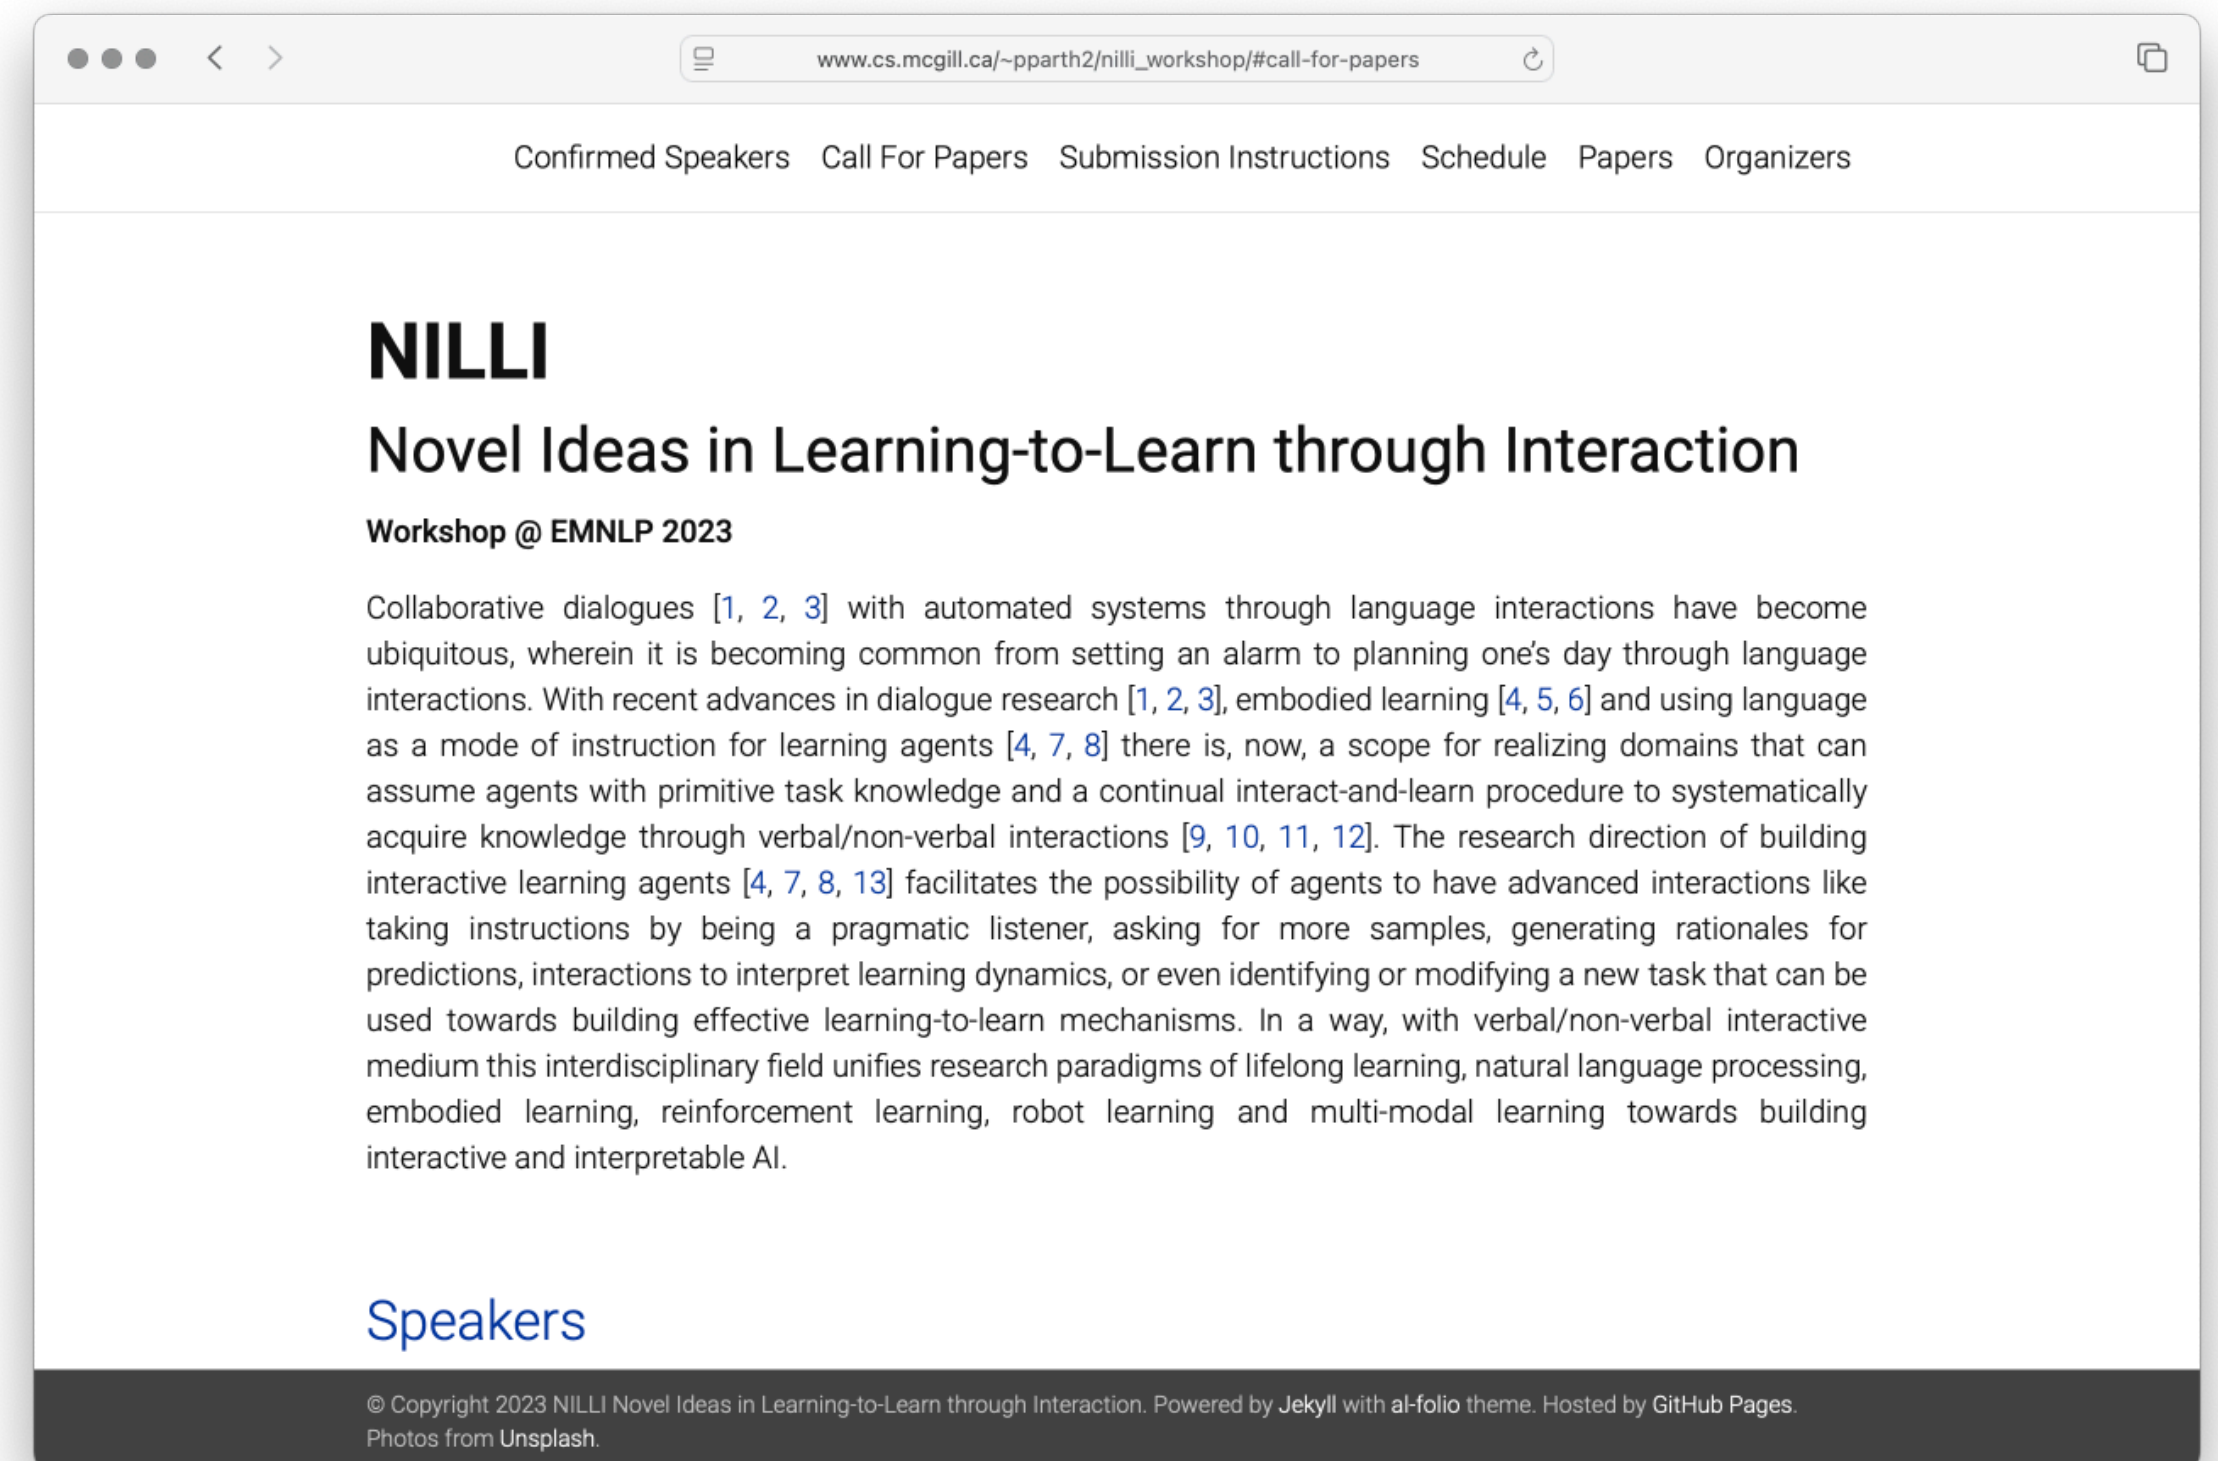 www.cs.mcgill.ca/~pparth2/nilli_workshop/#call-for-papers
Confirmed Speakers Call For Papers Submission Instructions Schedule Papers Organizers
NILLI
Novel Ideas in Learning-to-Learn through Interaction
Workshop @ EMNLP 2023
Collaborative dialogues [1, 2, 3] with automated systems through language interactions have become
ubiquitous, wherein it is becoming common from setting an alarm to planning one’s day through language
interactions. With recent advances in dialogue research [1, 2, 3], embodied learning [4, 5, 6] and using language
as a mode of instruction for learning agents [4, 7, 8] there is, now, a scope for realizing domains that can
assume agents with primitive task knowledge and a continual interact-and-learn procedure to systematically
acquire knowledge through verbal/non-verbal interactions [9, 10, 11, 12]. The research direction of building
interactive learning agents [4, 7, 8, 13] facilitates the possibility of agents to have advanced interactions like
taking instructions by being a pragmatic listener, asking for more samples, generating rationales for
predictions, interactions to interpret learning dynamics, or even identifying or modifying a new task that can be
used towards building effective learning-to-learn mechanisms. In a way, with verbal/non-verbal interactive
medium this interdisciplinary field unifies research paradigms of lifelong learning, natural language processing,
embodied learning, reinforcement learning, robot learning and multi-modal learning towards building
interactive and interpretable AI.
Speakers
© Copyright 2023 NILLI Novel Ideas in Learning-to-Learn through Interaction. Powered by Jekyll with al-folio theme. Hosted by GitHub Pages.
Photos from Unsplash.